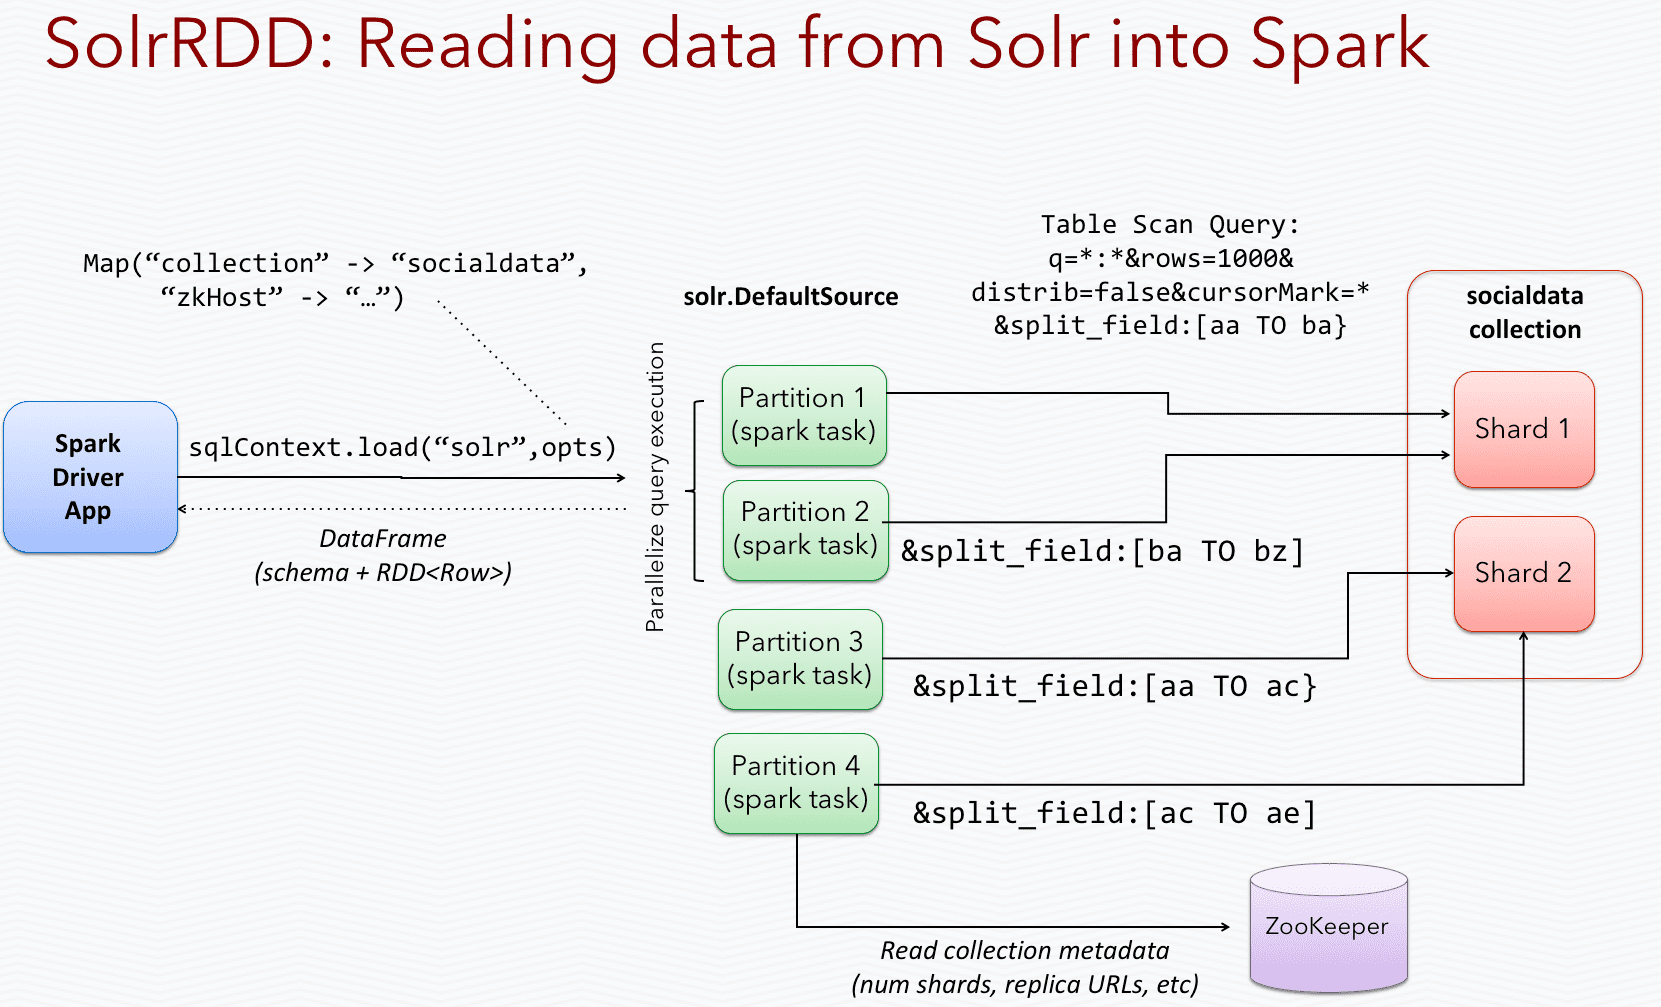 SolrRDD: Reading data from Solr into Spark
Map(“collection” -> “socialdata”,
“zkHost” -> “…”)
Spark
Driver
App
sqlContext.load(“solr”,opts)
DataFrame
(schema + RDD<Row>)
solr.DefaultSource
Parallelize query execution
Partition 1
(spark task)
Partition 2
(spark task)
Partition 3
(spark task)
Partition 4
(spark task)
Table Scan Query:
q=*:*&rows=1000&
distrib=false&cursorMark=*
&split_field:[aa TO ba}
&split_field:[ba TO bz]
&split_field:[aa TO ac}
&split_field:[ac TO ae]
socialdata
collection
Shard 1
Shard 2
ZooKeeper
Read collection metadata
(num shards, replica URLs, etc)